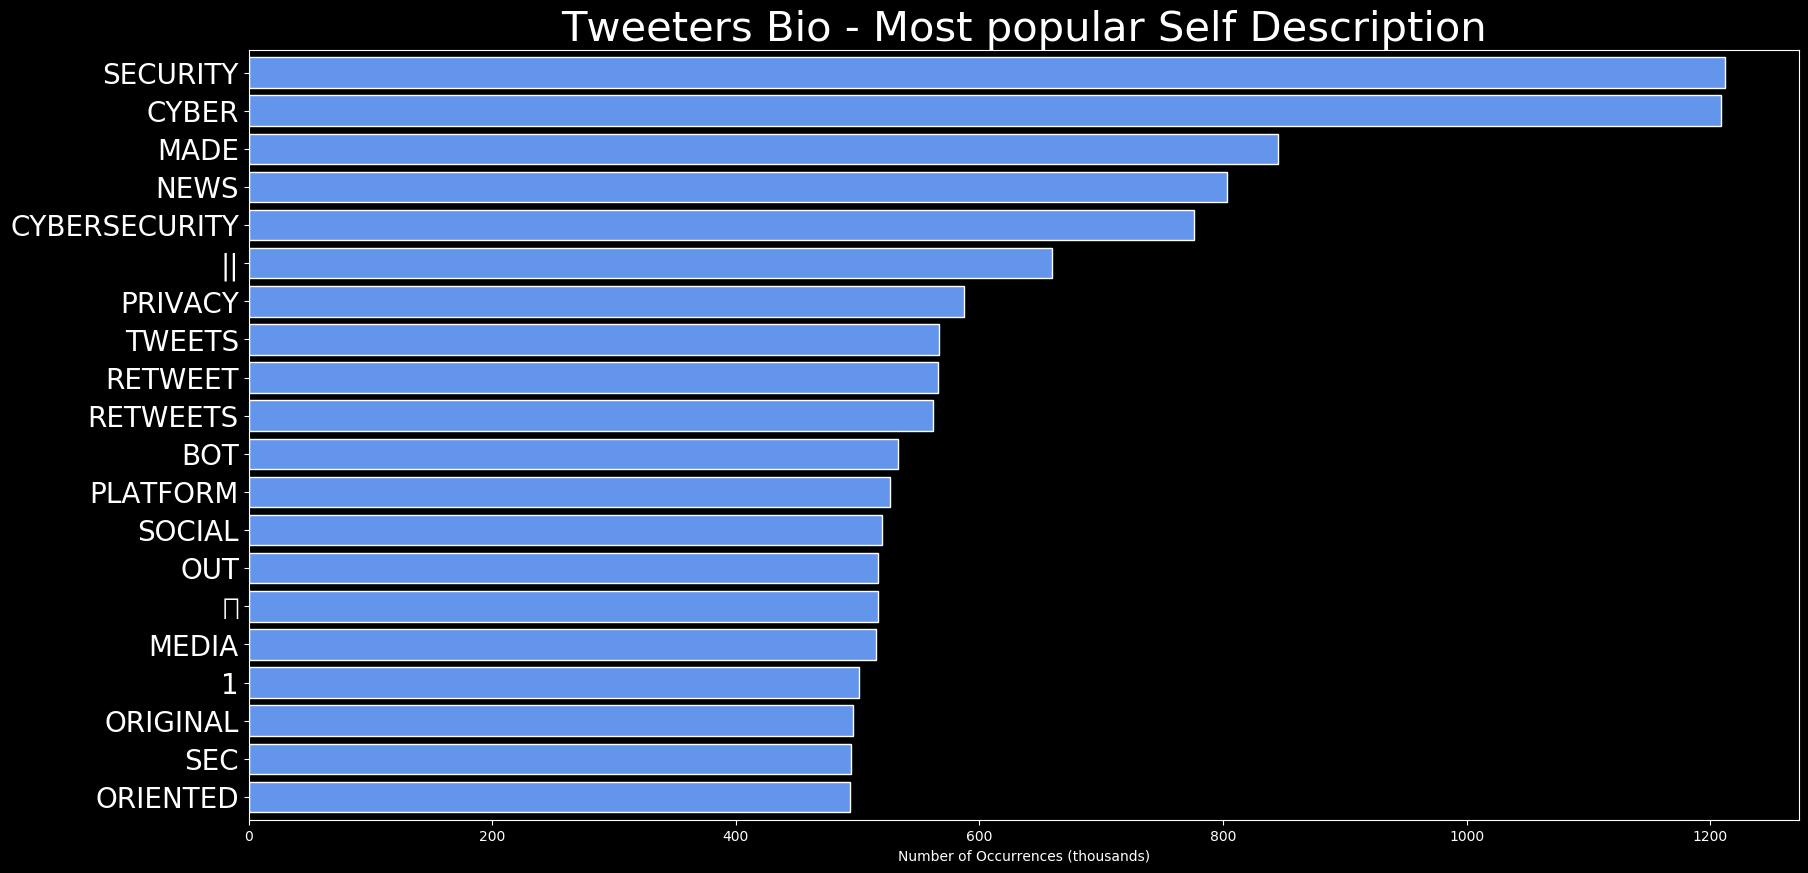 Tweeters Bio - Most popular Self Description
SECURITY
CYBER
MADE
NEWS
CYBERSECURITY
||
PRIVACY
TWEETS
RETWEET
RETWEETS
BOT
PLATFORM
SOCIAL
OUT
MEDIA
1
ORIGINAL
SEC
ORIENTED
0 200 400 600 800 1000 1200
Number of Occurrences (thousands)